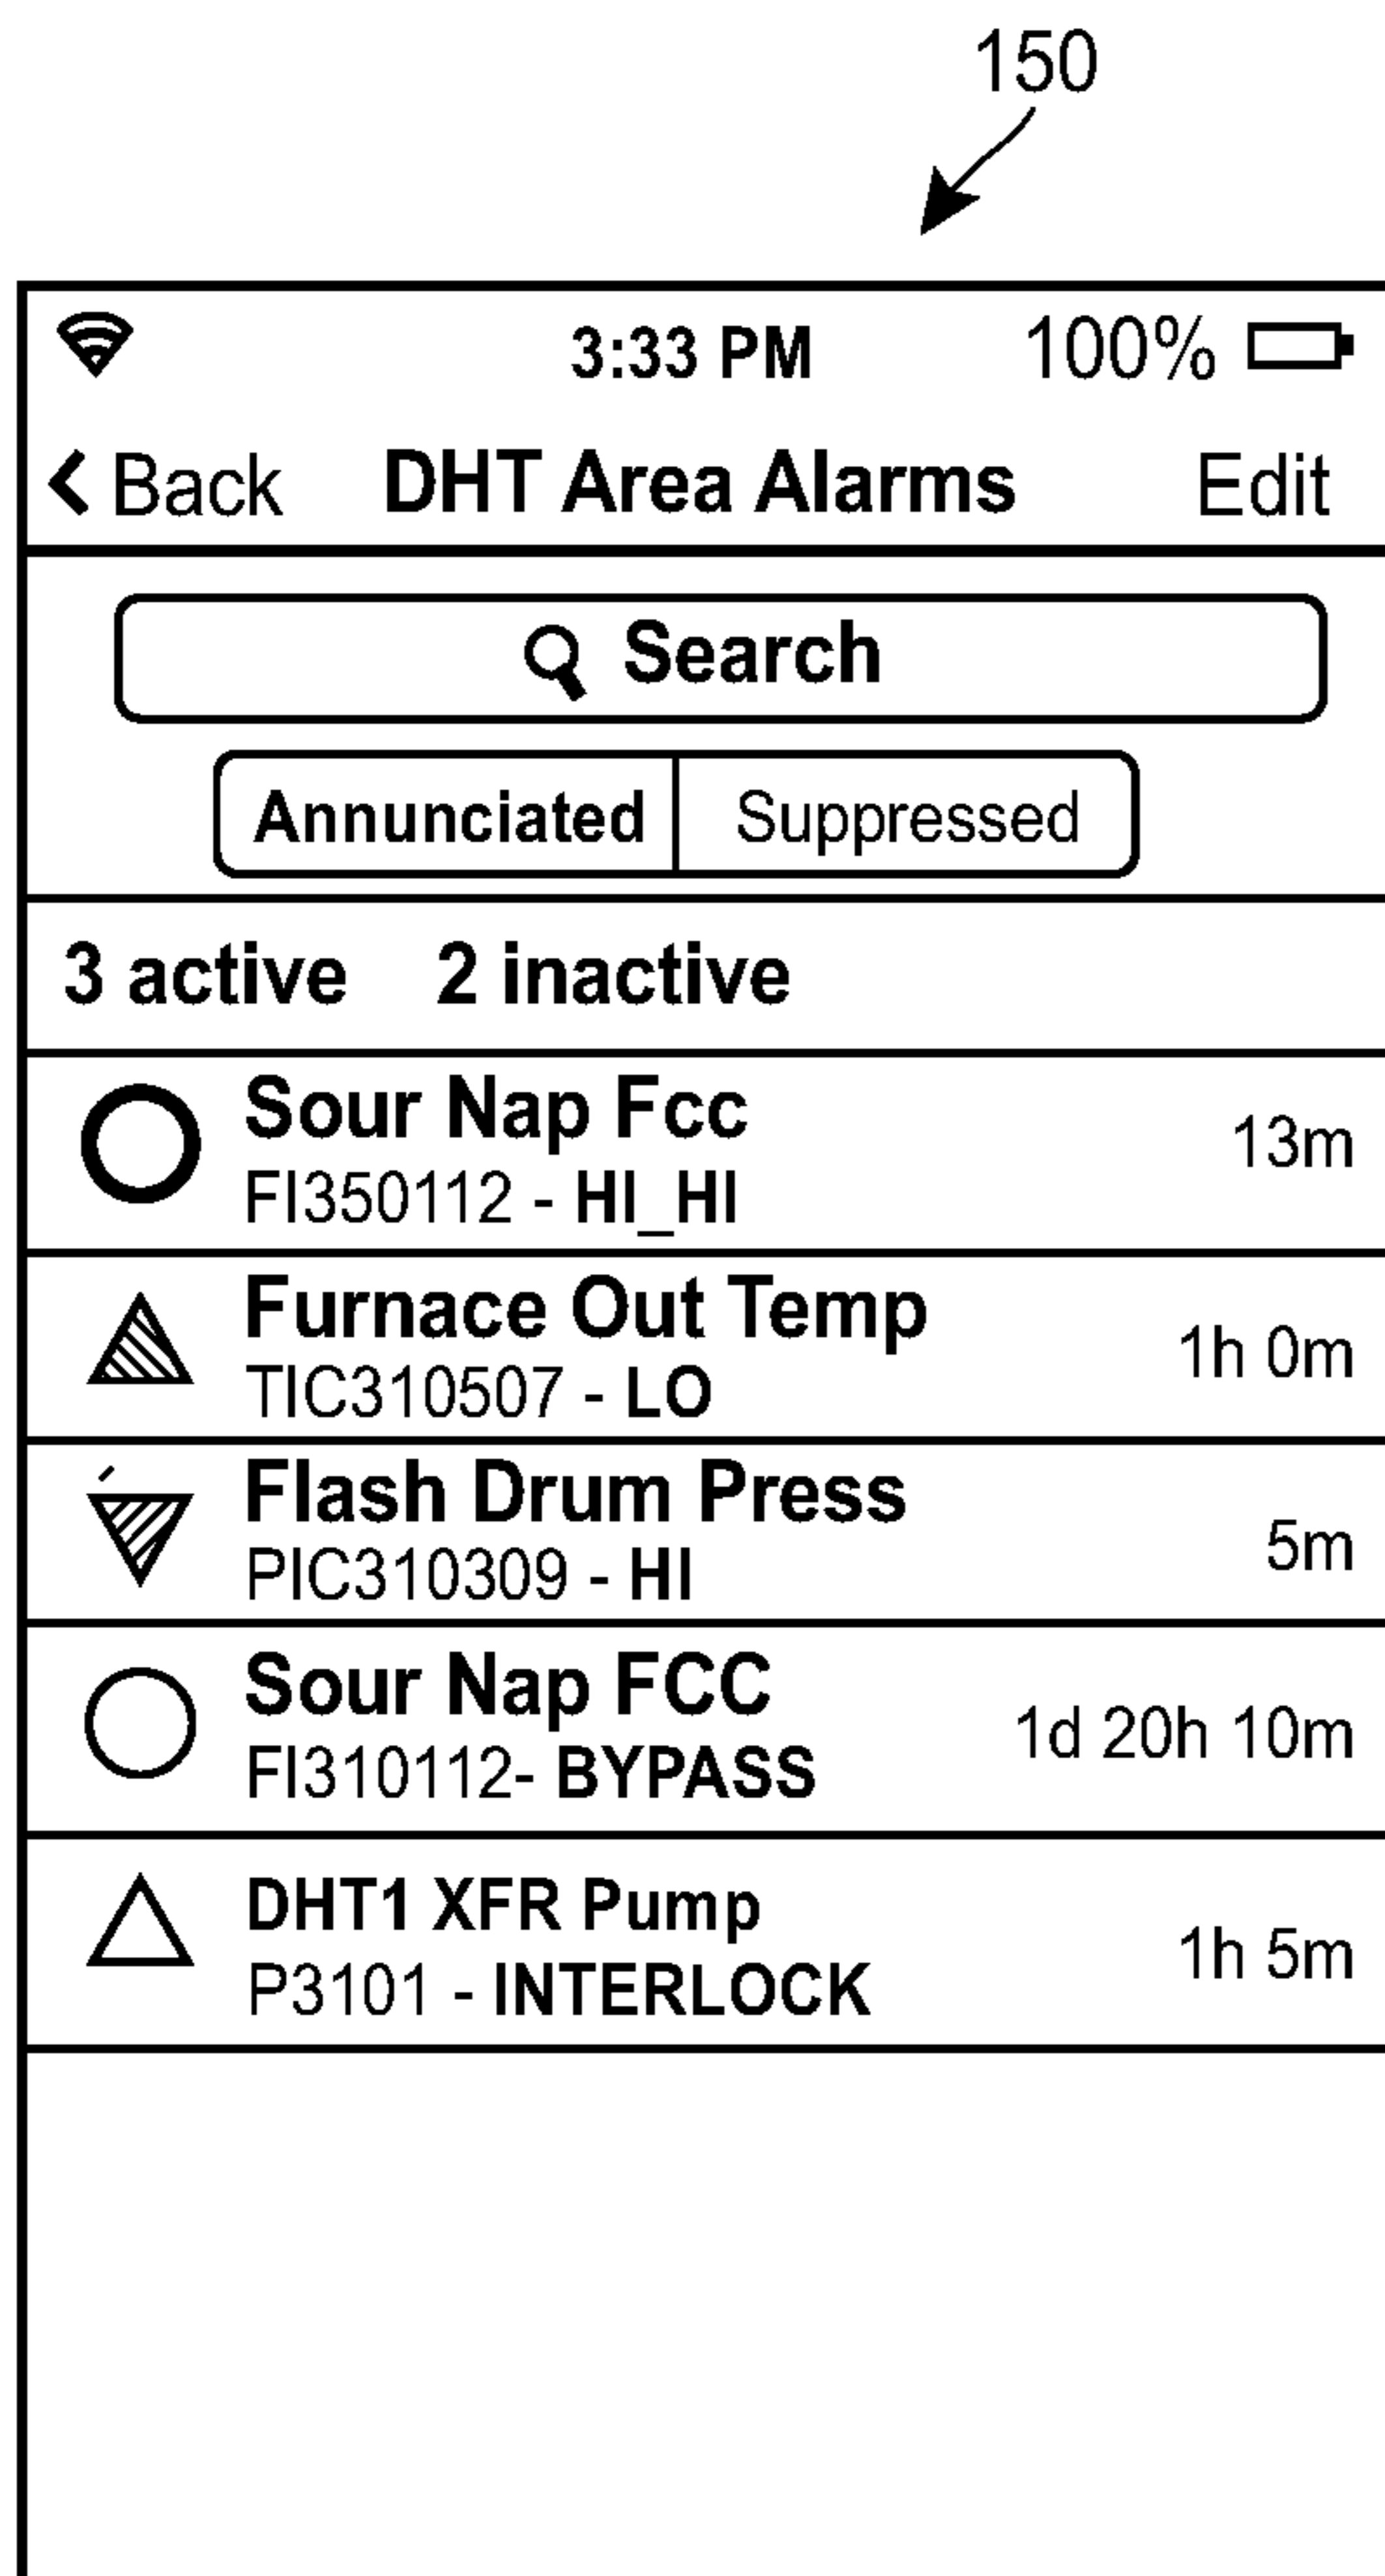 150
3:33 PM 100%
Back DHT Area Alarms Edit
Search
Annunciated Suppressed
3 active 2 inactive
Sour Nap Fcc
13m
FI350112 - HI_HI
Furnace Out Temp
1h 0m
TIC310507 - LO
Flash Drum Press
5m
PIC310309 - HI
Sour Nap FCC
1d 20h 10m
FI310112- BYPASS
DHT1 XFR Pump
1h 5m
P3101 - INTERLOCK